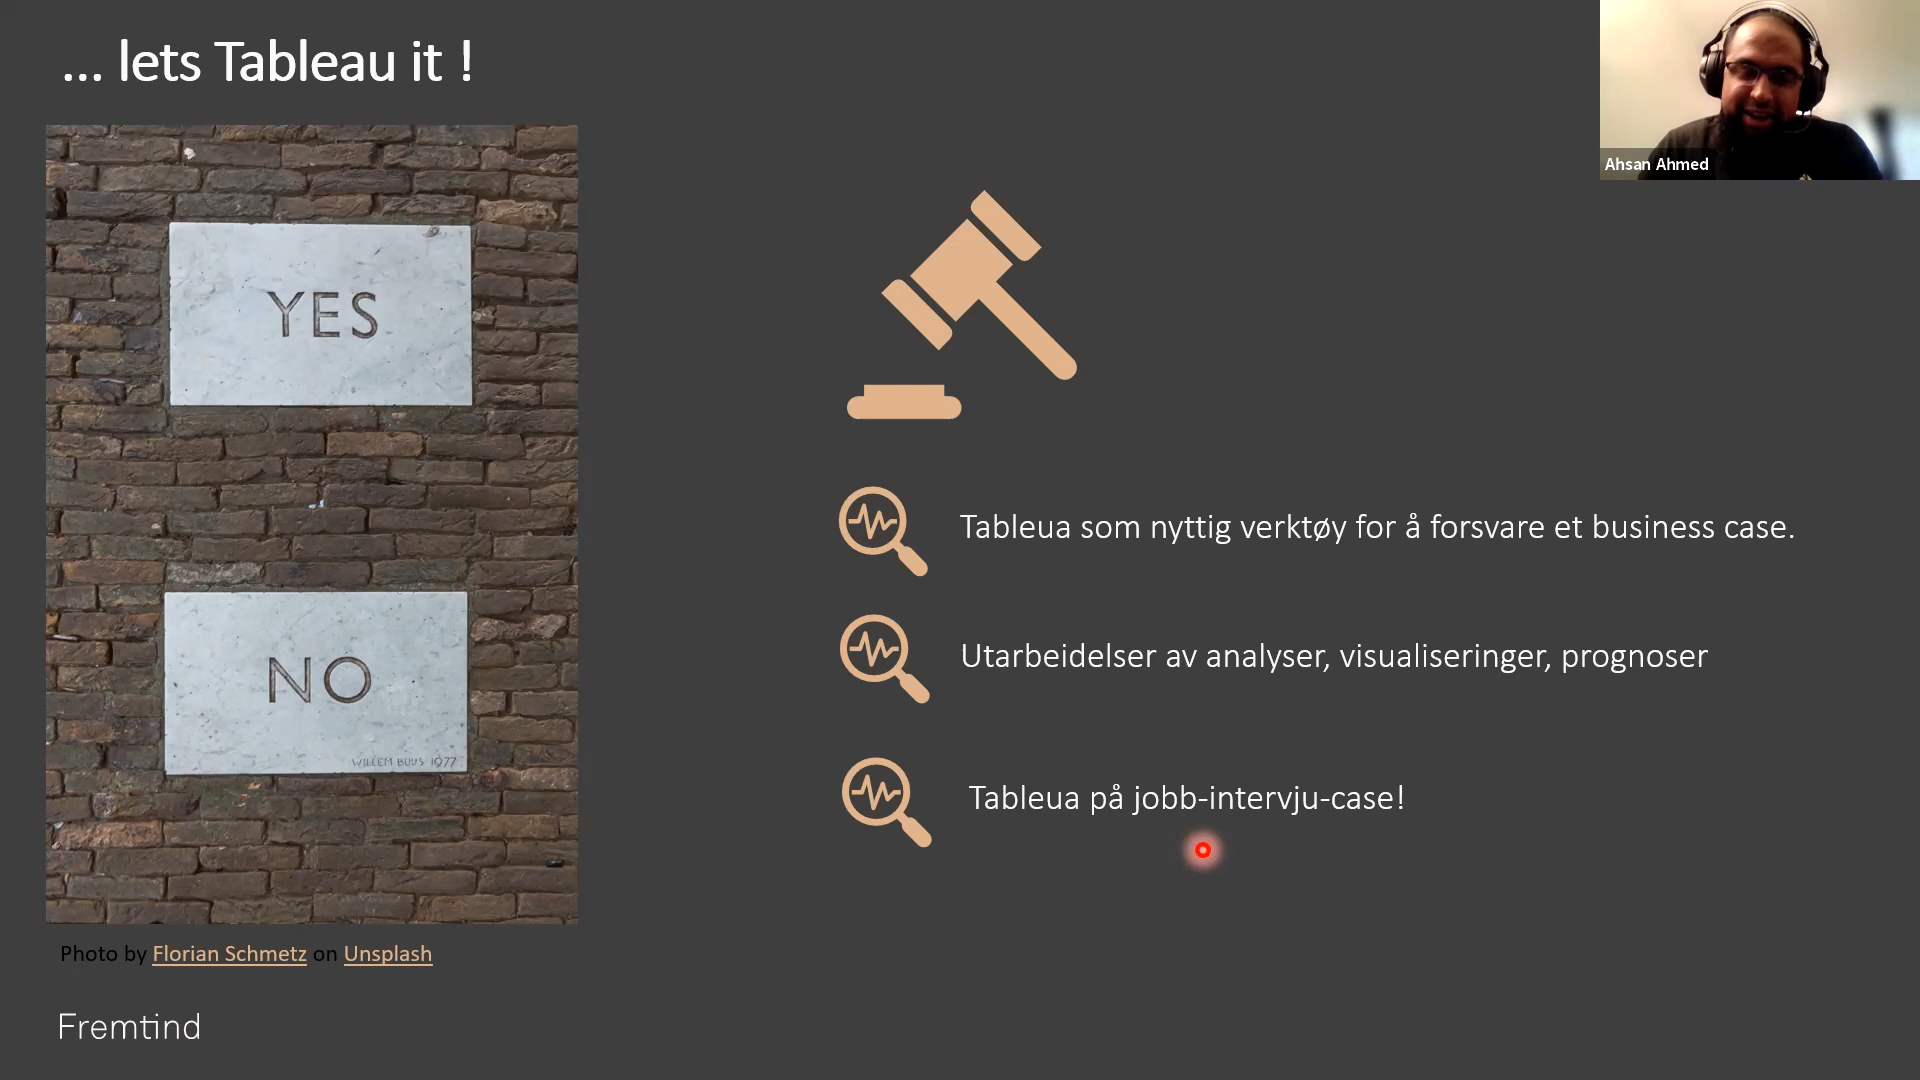 ... lets Tableau it !
Ahsan Ahmed
YES
NO
WILLEM BUUS 1977
Tableua som nyttig verktøy for å forsvare et business case.
Utarbeidelser av analyser, visualiseringer, prognoser
Tableua på jobb-intervju-case!
Photo by Florian Schmetz on Unsplash
Fremtind